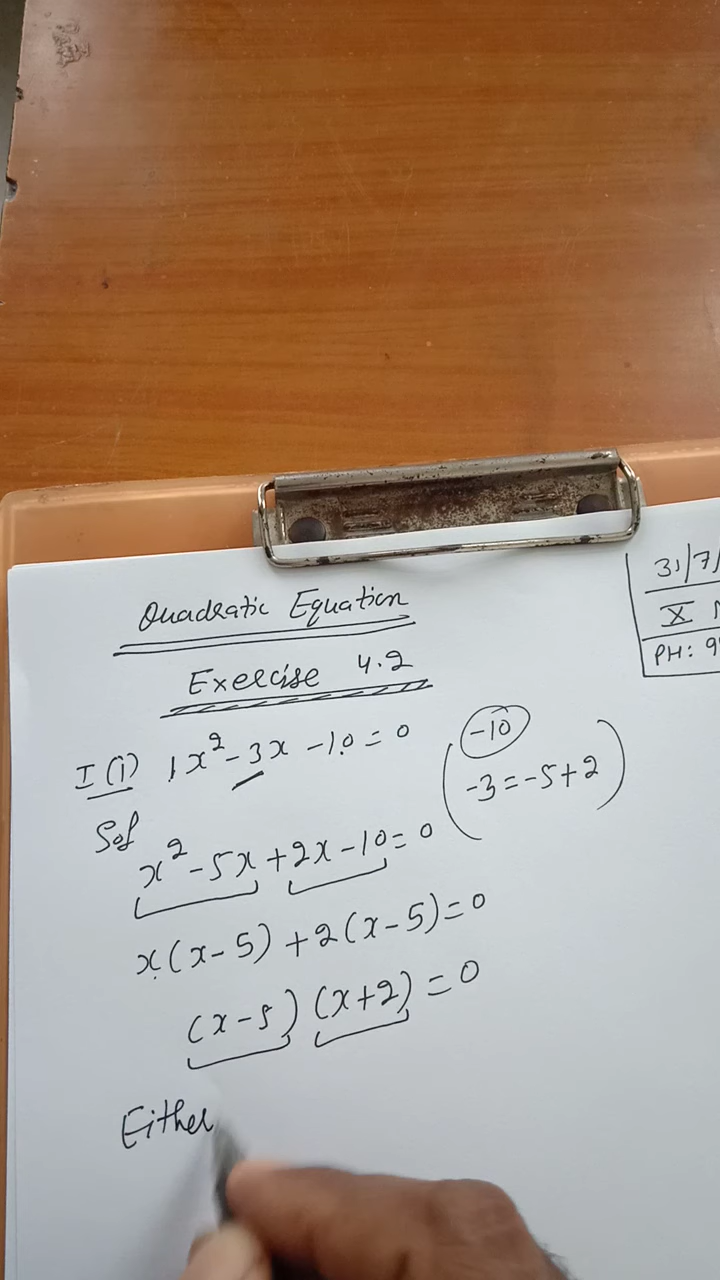 Quadratic Equation
Exercise 4.2
I (i) 1x² - 3x - 10 = 0
-10
-3 = -5 + 2
Sol
x² - 5x + 2x - 10 = 0
x(x - 5) + 2(x - 5) = 0
(x - 5) (x + 2) = 0
Either
31/7/
X
PH: 9